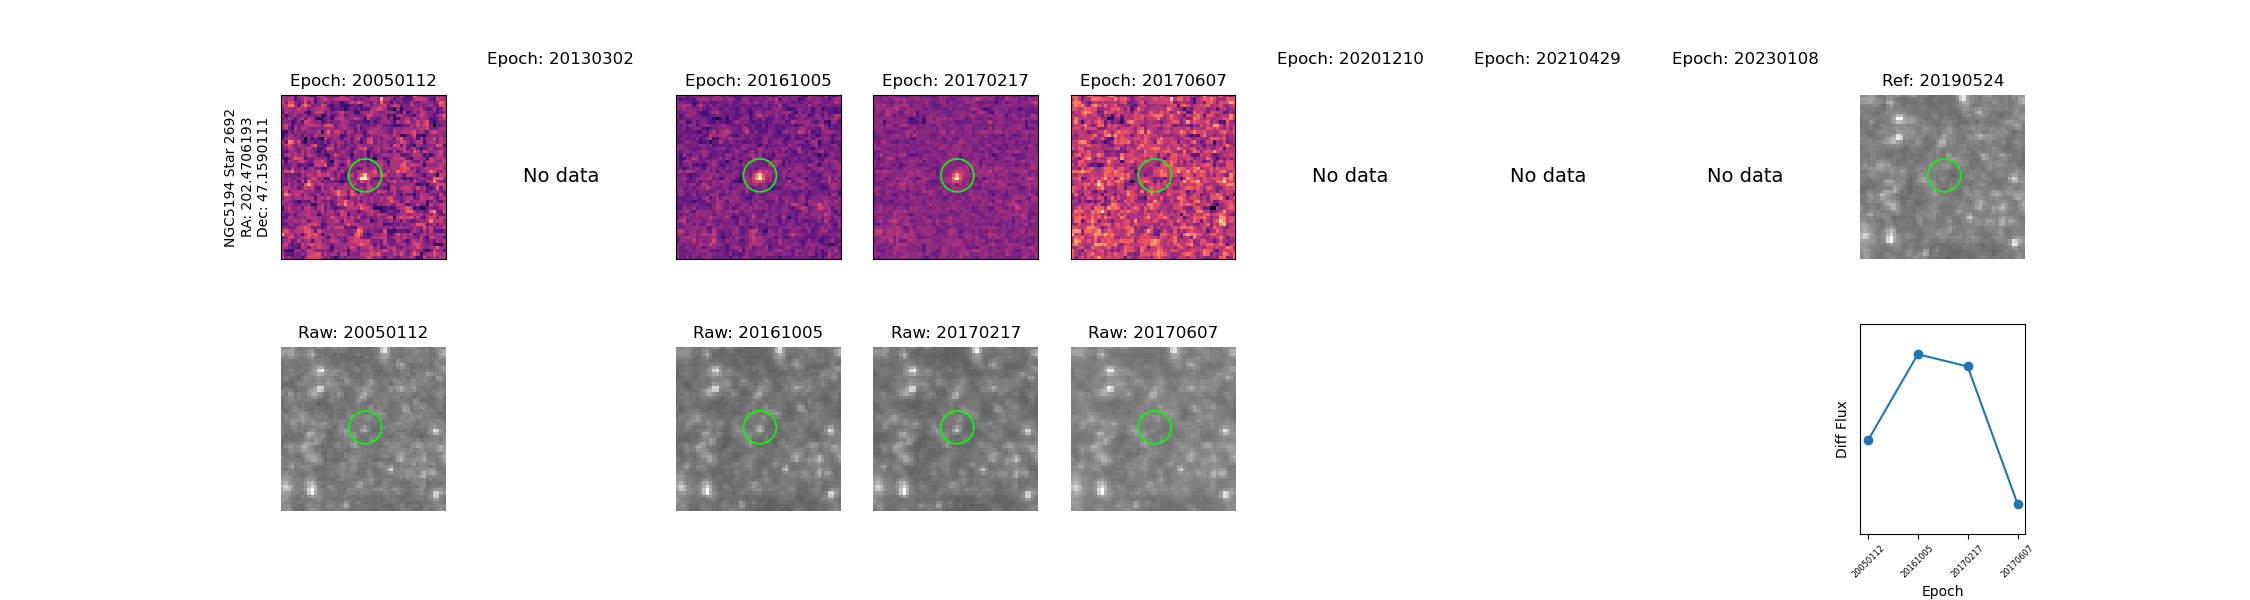 Epoch: 20050112
Epoch: 20130302
Epoch: 20161005
Epoch: 20170217
Epoch: 20170607
Epoch: 20201210
Epoch: 20210429
Epoch: 20230108
Ref: 20190524
NGC5194 Star 2692
RA: 202.4706193
Dec: 47.1590111
No data
No data
No data
No data
Raw: 20050112
Raw: 20161005
Raw: 20170217
Raw: 20170607
Diff Flux
20050112
20161005
20170217
20170607
Epoch